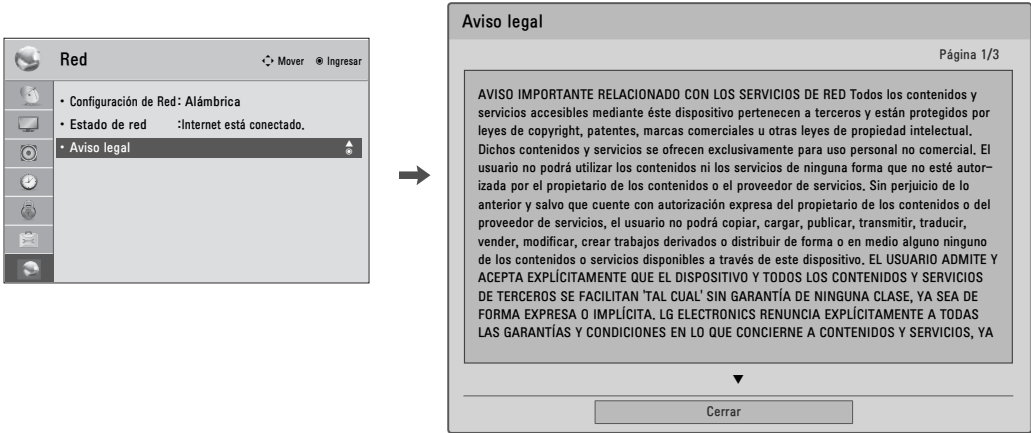 Red
Mover Ingresar
• Configuración de Red: Alámbrica
• Estado de red :Internet está conectado.
• Aviso legal
Aviso legal
Página 1/3
AVISO IMPORTANTE RELACIONADO CON LOS SERVICIOS DE RED Todos los contenidos y
servicios accesibles mediante éste dispositivo pertenecen a terceros y están protegidos por
leyes de copyright, patentes, marcas comerciales u otras leyes de propiedad intelectual.
Dichos contenidos y servicios se ofrecen exclusivamente para uso personal no comercial. El
usuario no podrá utilizar los contenidos ni los servicios de ninguna forma que no esté autor-
izada por el propietario de los contenidos o el proveedor de servicios. Sin perjuicio de lo
anterior y salvo que cuente con autorización expresa del propietario de los contenidos o del
proveedor de servicios, el usuario no podrá copiar, cargar, publicar, transmitir, traducir,
vender, modificar, crear trabajos derivados o distribuir de forma o en medio alguno ninguno
de los contenidos o servicios disponibles a través de este dispositivo. EL USUARIO ADMITE Y
ACEPTA EXPLÍCITAMENTE QUE EL DISPOSITIVO Y TODOS LOS CONTENIDOS Y SERVICIOS
DE TERCEROS SE FACILITAN 'TAL CUAL' SIN GARANTÍA DE NINGUNA CLASE, YA SEA DE
FORMA EXPRESA O IMPLÍCITA. LG ELECTRONICS RENUNCIA EXPLÍCITAMENTE A TODAS
LAS GARANTÍAS Y CONDICIONES EN LO QUE CONCIERNE A CONTENIDOS Y SERVICIOS, YA
Cerrar